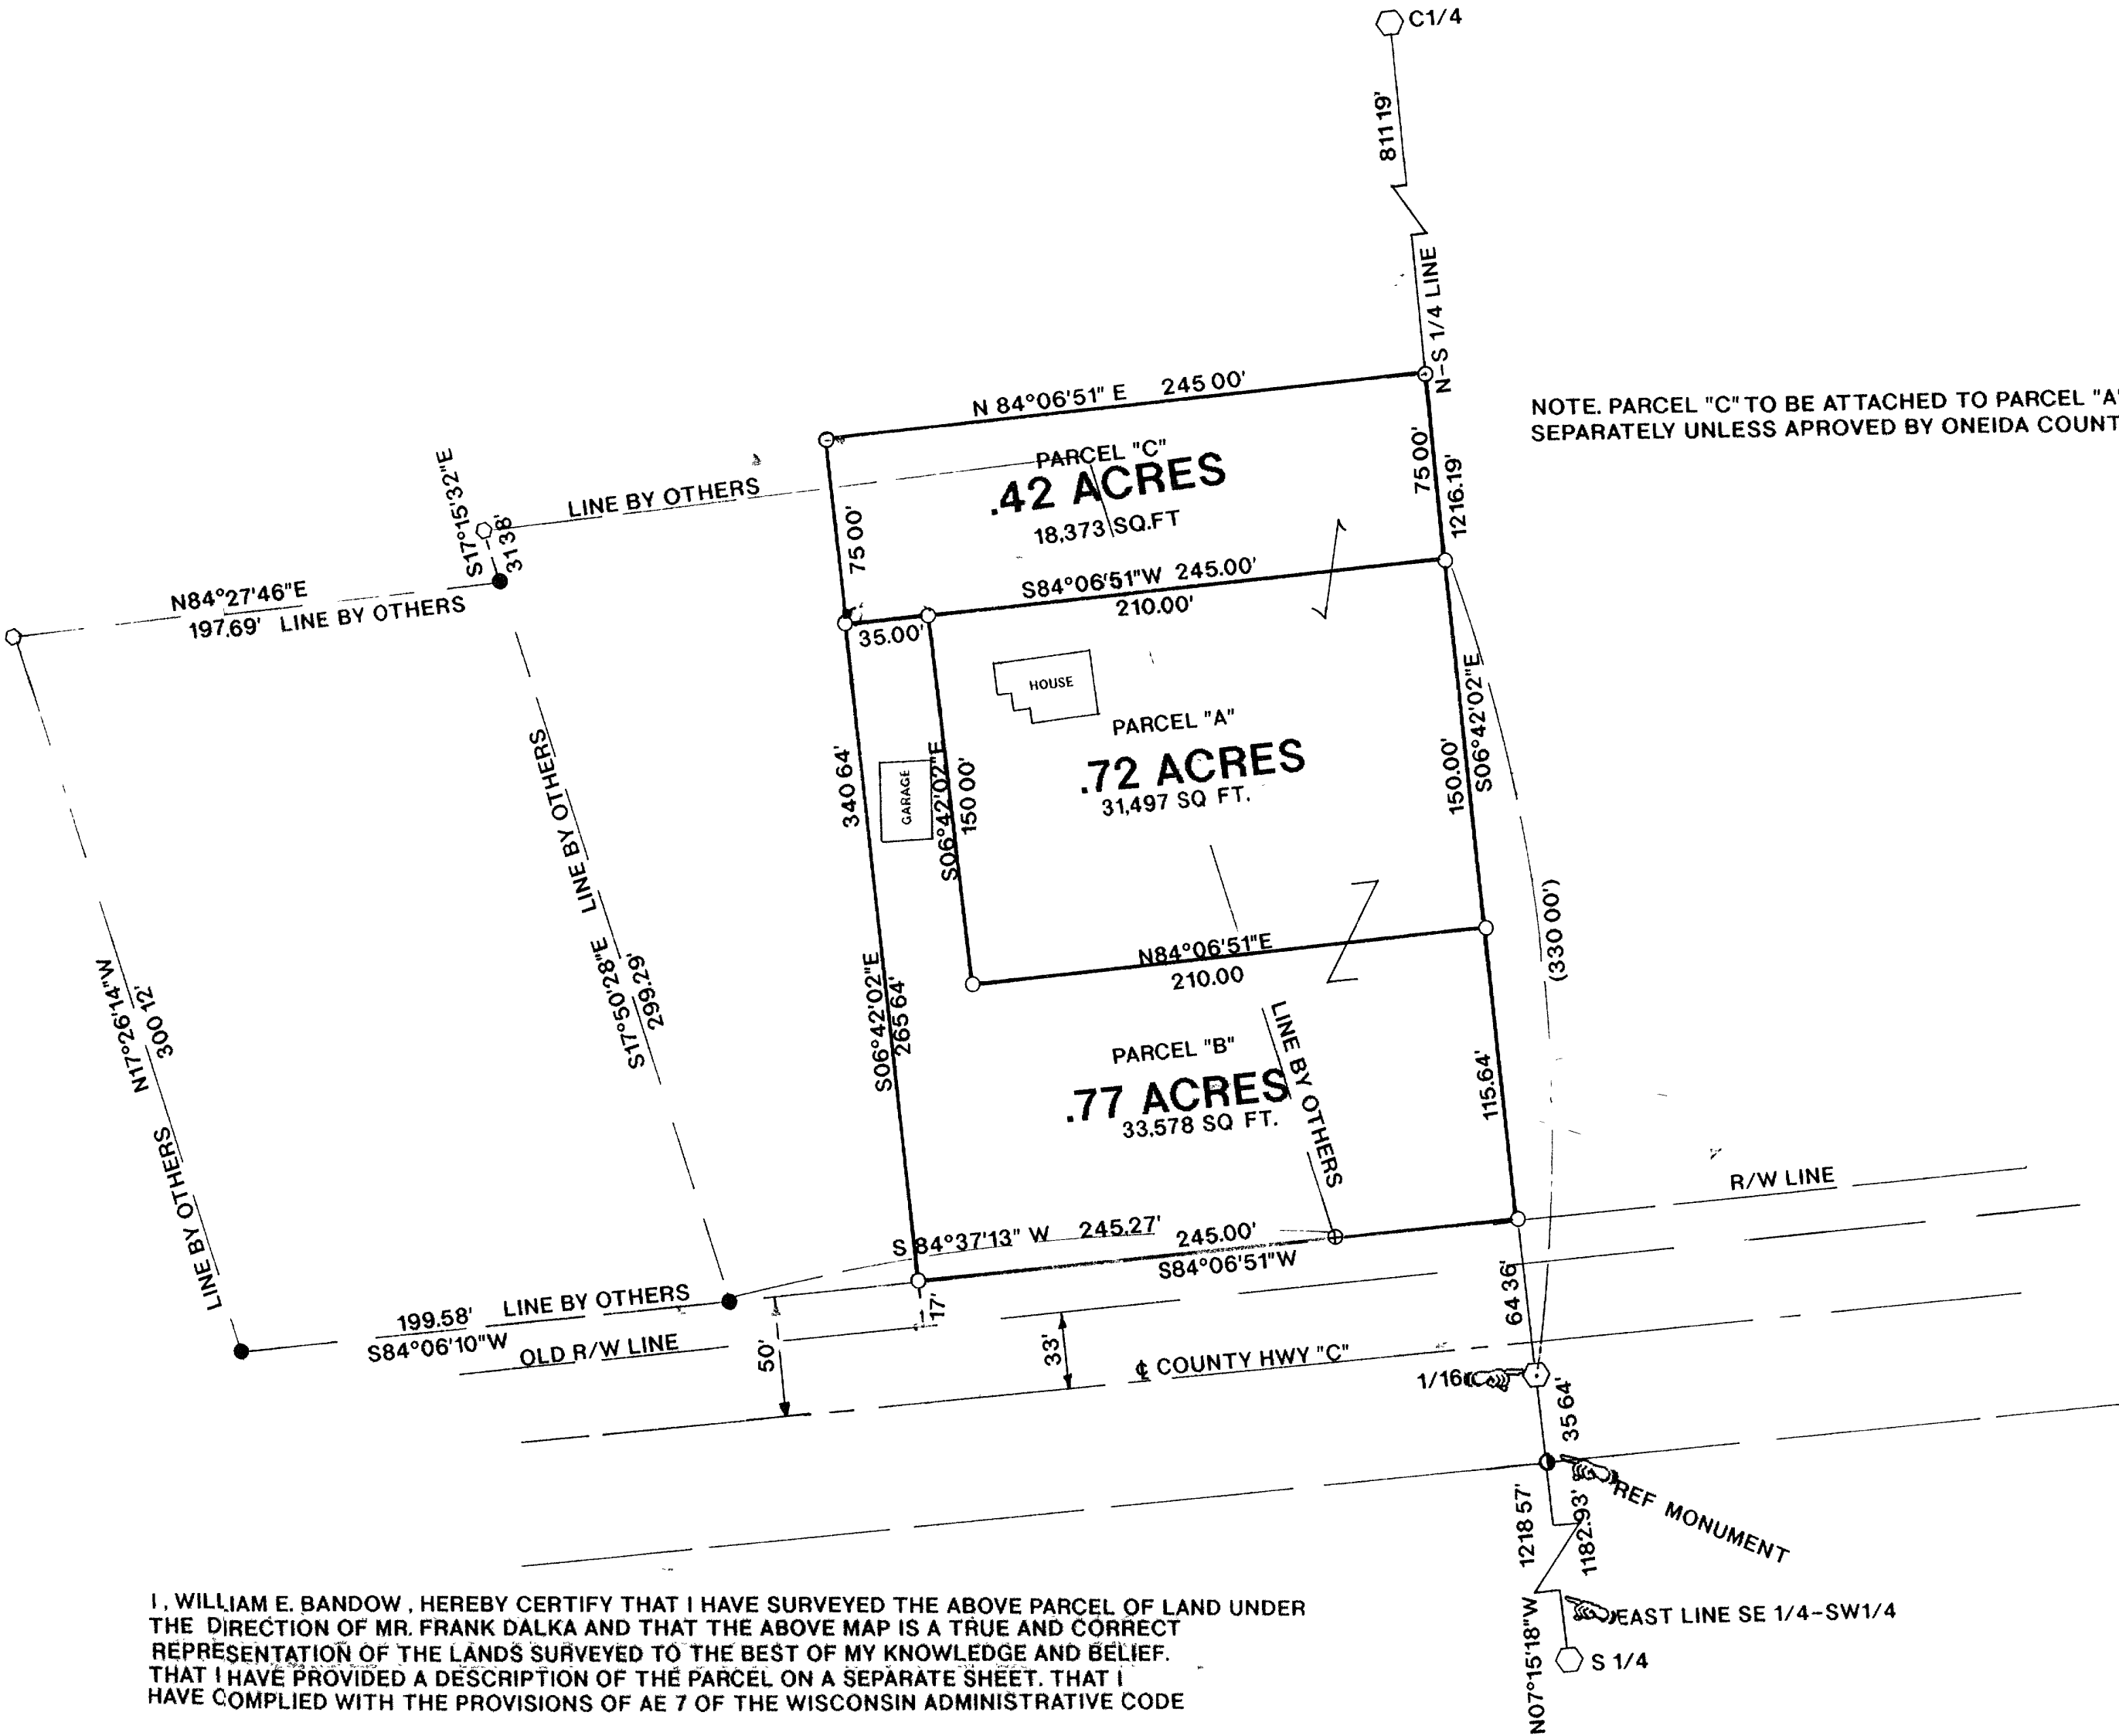 C1/4
811 19'
N-S 1/4 LINE
N 84°06'51" E 245 00'
NOTE. PARCEL "C" TO BE ATTACHED TO PARCEL "A"
SEPARATELY UNLESS APROVED BY ONEIDA COUNT
75 00'
1216.19'
PARCEL "C"
.42 ACRES
18,373 SQ.FT
LINE BY OTHERS
S17°15'32"E
31 38'
75 00'
S84°06'51"W 245.00'
210.00'
35.00'
N84°27'46"E
197.69' LINE BY OTHERS
HOUSE
PARCEL "A"
.72 ACRES
31,497 SQ FT.
GARAGE
S06°42'02"E
150 00'
340 64'
150.00'
S06°42'02"E
(330 00')
LINE BY OTHERS
S17°50'28"E
299.29'
N17°26'14"W
300 12'
LINE BY OTHERS
S06°42'02"E
265 64'
N84°06'51"E
210.00
PARCEL "B"
.77 ACRES
33,578 SQ FT.
LINE BY OTHERS
115.64'
R/W LINE
S 84°37'13" W 245.27'
245.00'
S84°06'51"W
199.58' LINE BY OTHERS
S84°06'10"W
OLD R/W LINE
17'
50'
33'
℄ COUNTY HWY "C"
64 36'
1/16
35 64'
REF MONUMENT
1218 57'
1182.93'
N07°15'18"W
EAST LINE SE 1/4-SW1/4
S 1/4
I, WILLIAM E. BANDOW, HEREBY CERTIFY THAT I HAVE SURVEYED THE ABOVE PARCEL OF LAND UNDER
THE DIRECTION OF MR. FRANK DALKA AND THAT THE ABOVE MAP IS A TRUE AND CORRECT
REPRESENTATION OF THE LANDS SURVEYED TO THE BEST OF MY KNOWLEDGE AND BELIEF.
THAT I HAVE PROVIDED A DESCRIPTION OF THE PARCEL ON A SEPARATE SHEET. THAT I
HAVE COMPLIED WITH THE PROVISIONS OF AE 7 OF THE WISCONSIN ADMINISTRATIVE CODE